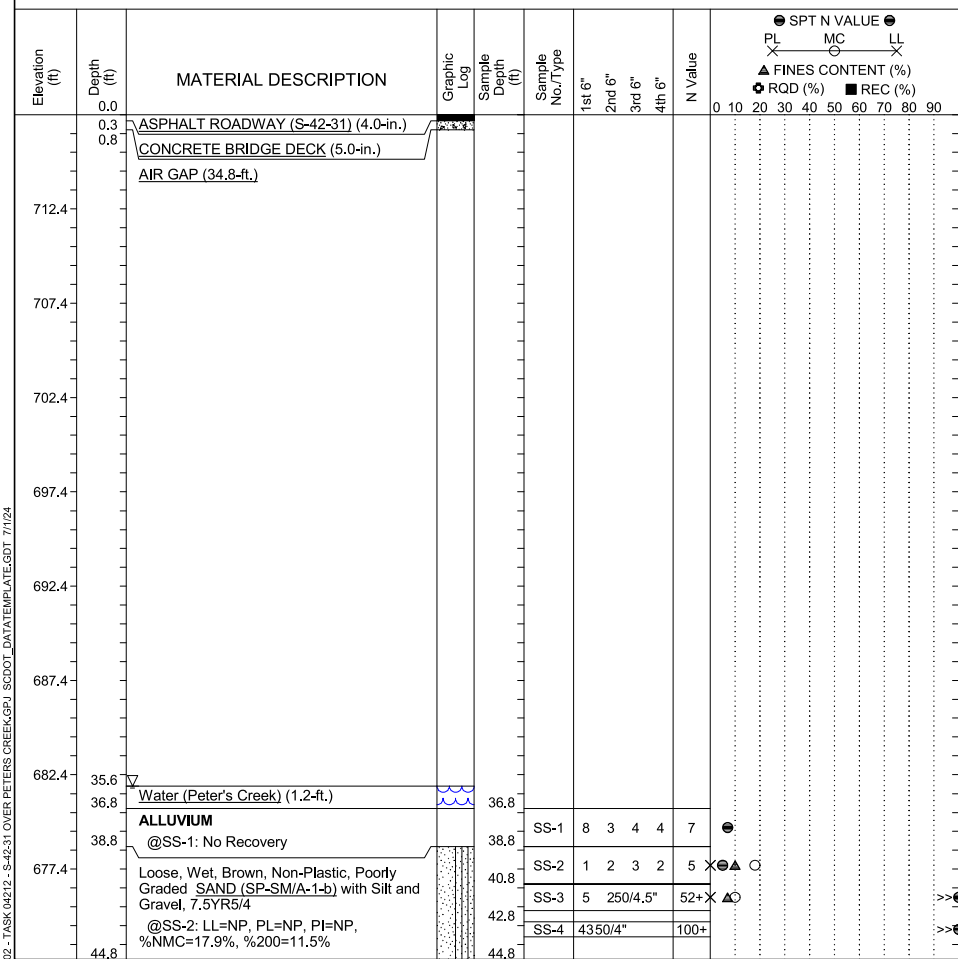 SPT N VALUE
PL MC LL
FINES CONTENT (%)
RQD (%) REC (%)
0 10 20 30 40 50 60 70 80 90
Elevation (ft)
Depth (ft)
0.0
MATERIAL DESCRIPTION
Graphic Log
Sample Depth (ft)
Sample No./Type
1st 6"
2nd 6"
3rd 6"
4th 6"
N Value
0.3 ASPHALT ROADWAY (S-42-31) (4.0-in.)
0.8
CONCRETE BRIDGE DECK (5.0-in.)
AIR GAP (34.8-ft.)
712.4
707.4
702.4
697.4
692.4
687.4
682.4
35.6
Water (Peter's Creek) (1.2-ft.)
36.8 36.8
ALLUVIUM
SS-1 8 3 4 4 7
@SS-1: No Recovery
38.8 38.8
677.4
SS-2 1 2 3 2 5
Loose, Wet, Brown, Non-Plastic, Poorly
Graded SAND (SP-SM/A-1-b) with Silt and
Gravel, 7.5YR5/4
40.8
SS-3 5 2 50/4.5" 52+ >>
42.8
@SS-2: LL=NP, PL=NP, PI=NP,
%NMC=17.9%, %200=11.5%
SS-4 43 50/4" 100+ >>
44.8 44.8
02 - TASK 04212 - S-42-31 OVER PETERS CREEK.GPJ SCDOT_DATATEMPLATE.GDT 7/1/24